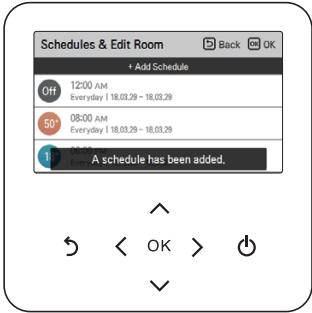 Schedules & Edit Room Back OK OK
+ Add Schedule
Off 12:00 AM
Everyday | 18,03,29 ~ 18,03,29
50° 08:00 AM
Everyday | 18,03,29 ~ 18,03,29
A schedule has been added.
OK